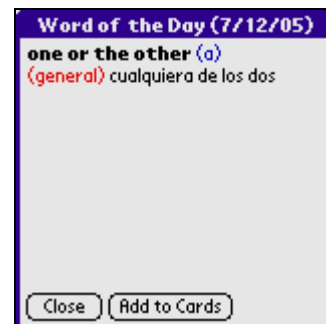 Word of the Day (7/12/05)
one or the other (a)
(general) cualquiera de los dos
Close Add to Cards